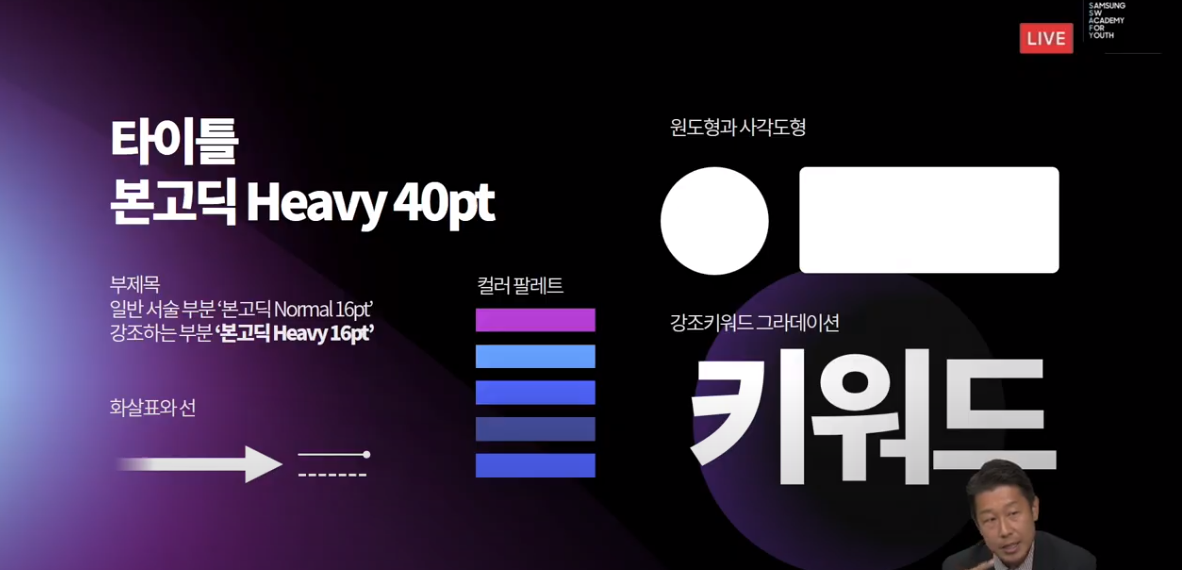 SAMSUNG
SW
ACADEMY
FOR
YOUTH
LIVE
타이틀
본고딕 Heavy 40pt
부제목
일반 서술 부분 ‘본고딕 Normal 16pt’
강조하는 부분 ‘본고딕 Heavy 16pt’
화살표와 선
컬러 팔레트
원도형과 사각도형
강조키워드 그라데이션
키워드